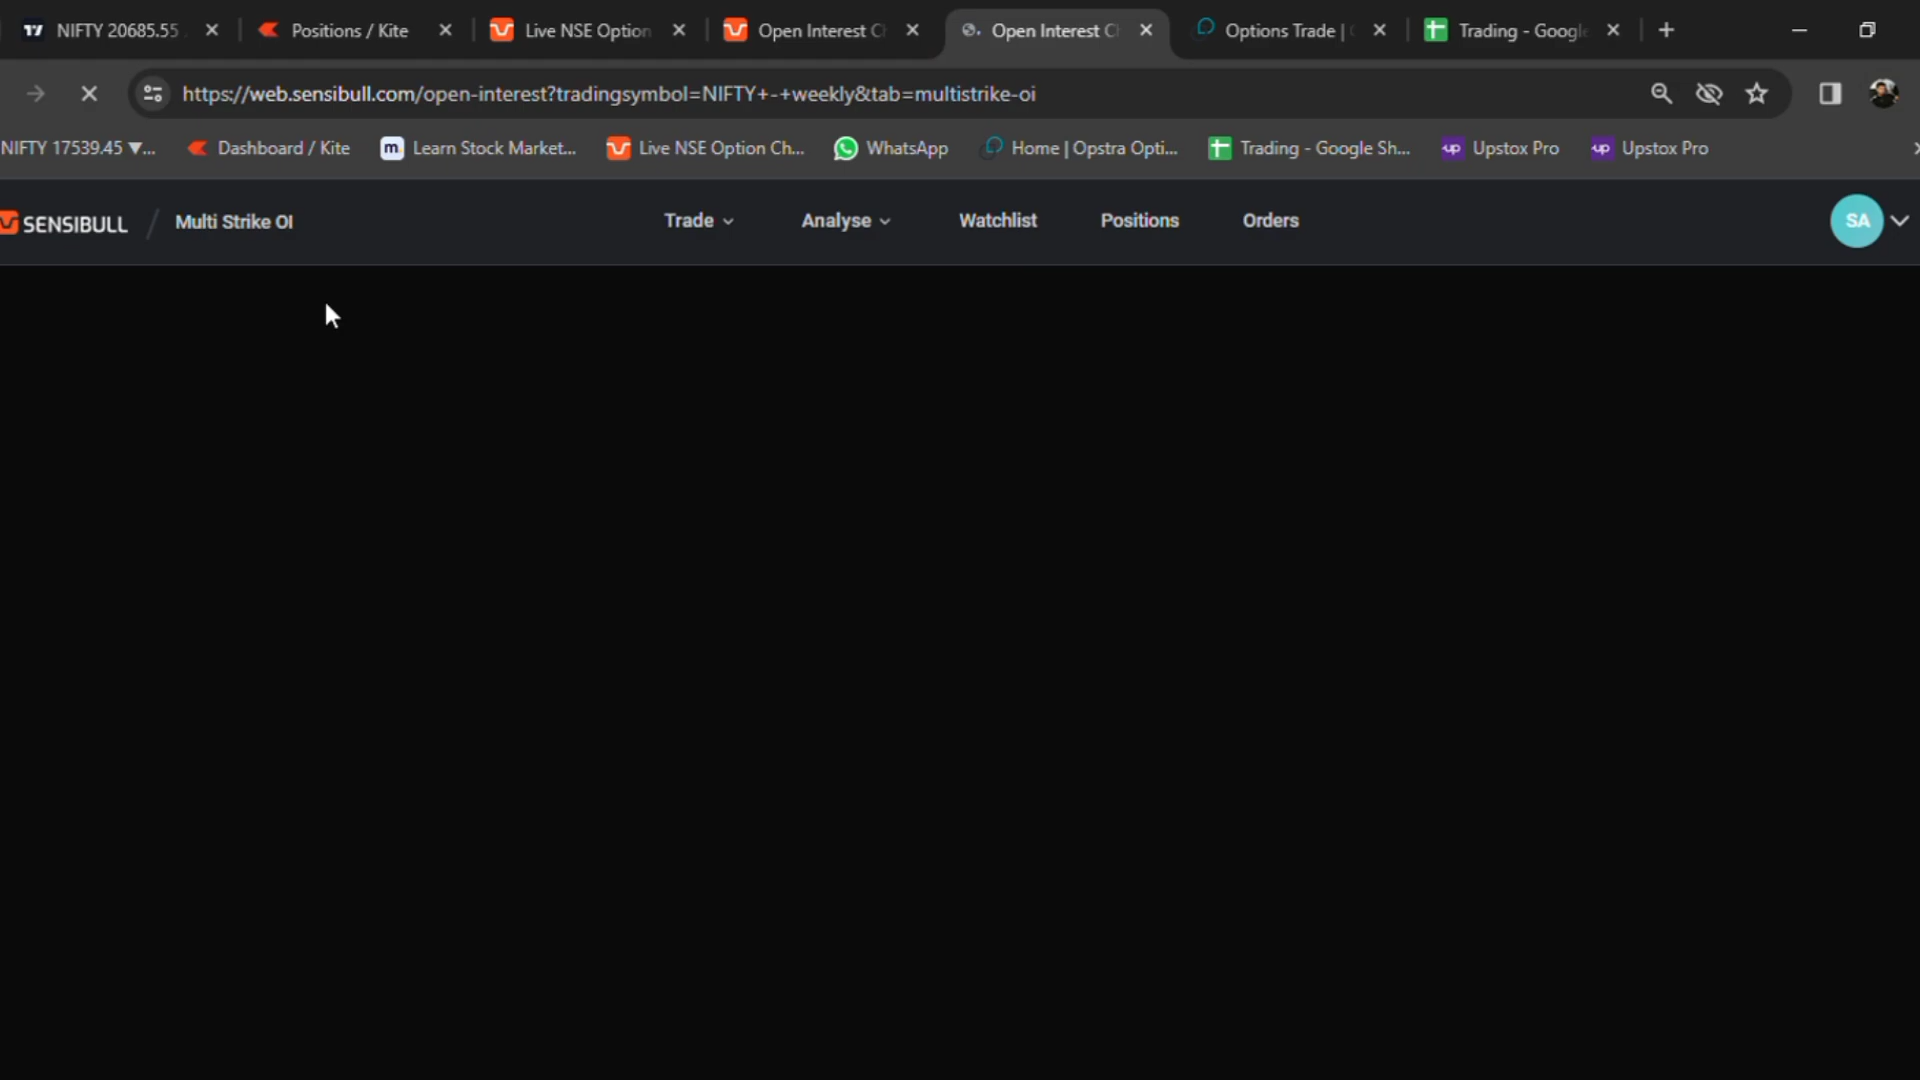 NIFTY 20685.55
Positions / Kite
Live NSE Option
Open Interest C
Open Interest C
Options Trade |
Trading - Google
https://web.sensibull.com/open-interest?tradingsymbol=NIFTY+-+weekly&tab=multistrike-oi
NIFTY 17539.45 ▼...
Dashboard / Kite
m Learn Stock Market...
Live NSE Option Ch...
WhatsApp
Home | Opstra Opti...
Trading - Google Sh...
up Upstox Pro
up Upstox Pro
SENSIBULL / Multi Strike OI
Trade
Analyse
Watchlist
Positions
Orders
SA